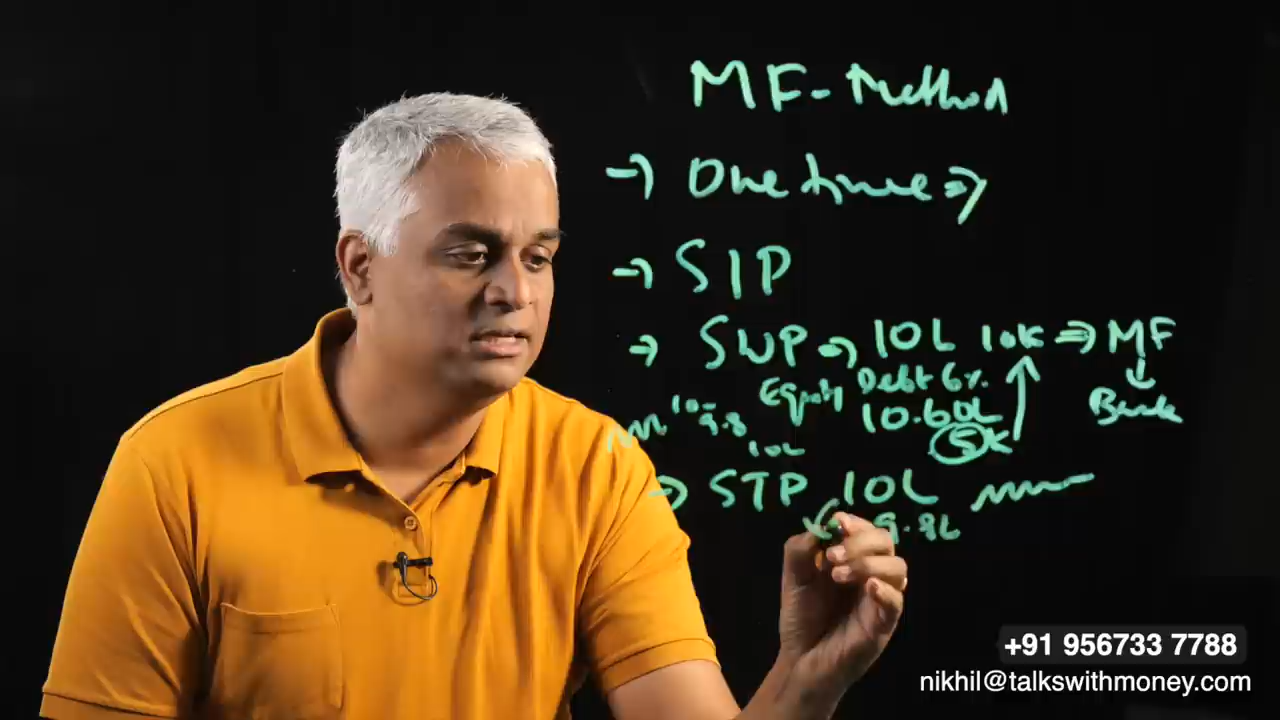 MF - Method
→ One time ⇒
→ SIP
→ SWP → 10L 10K ⇒ MF
Equity Debt 6%. Bank
10.60L
10-
9.8
10L
5K
→ STP 10L
9.8L
+91 956733 7788
nikhil@talkswithmoney.com